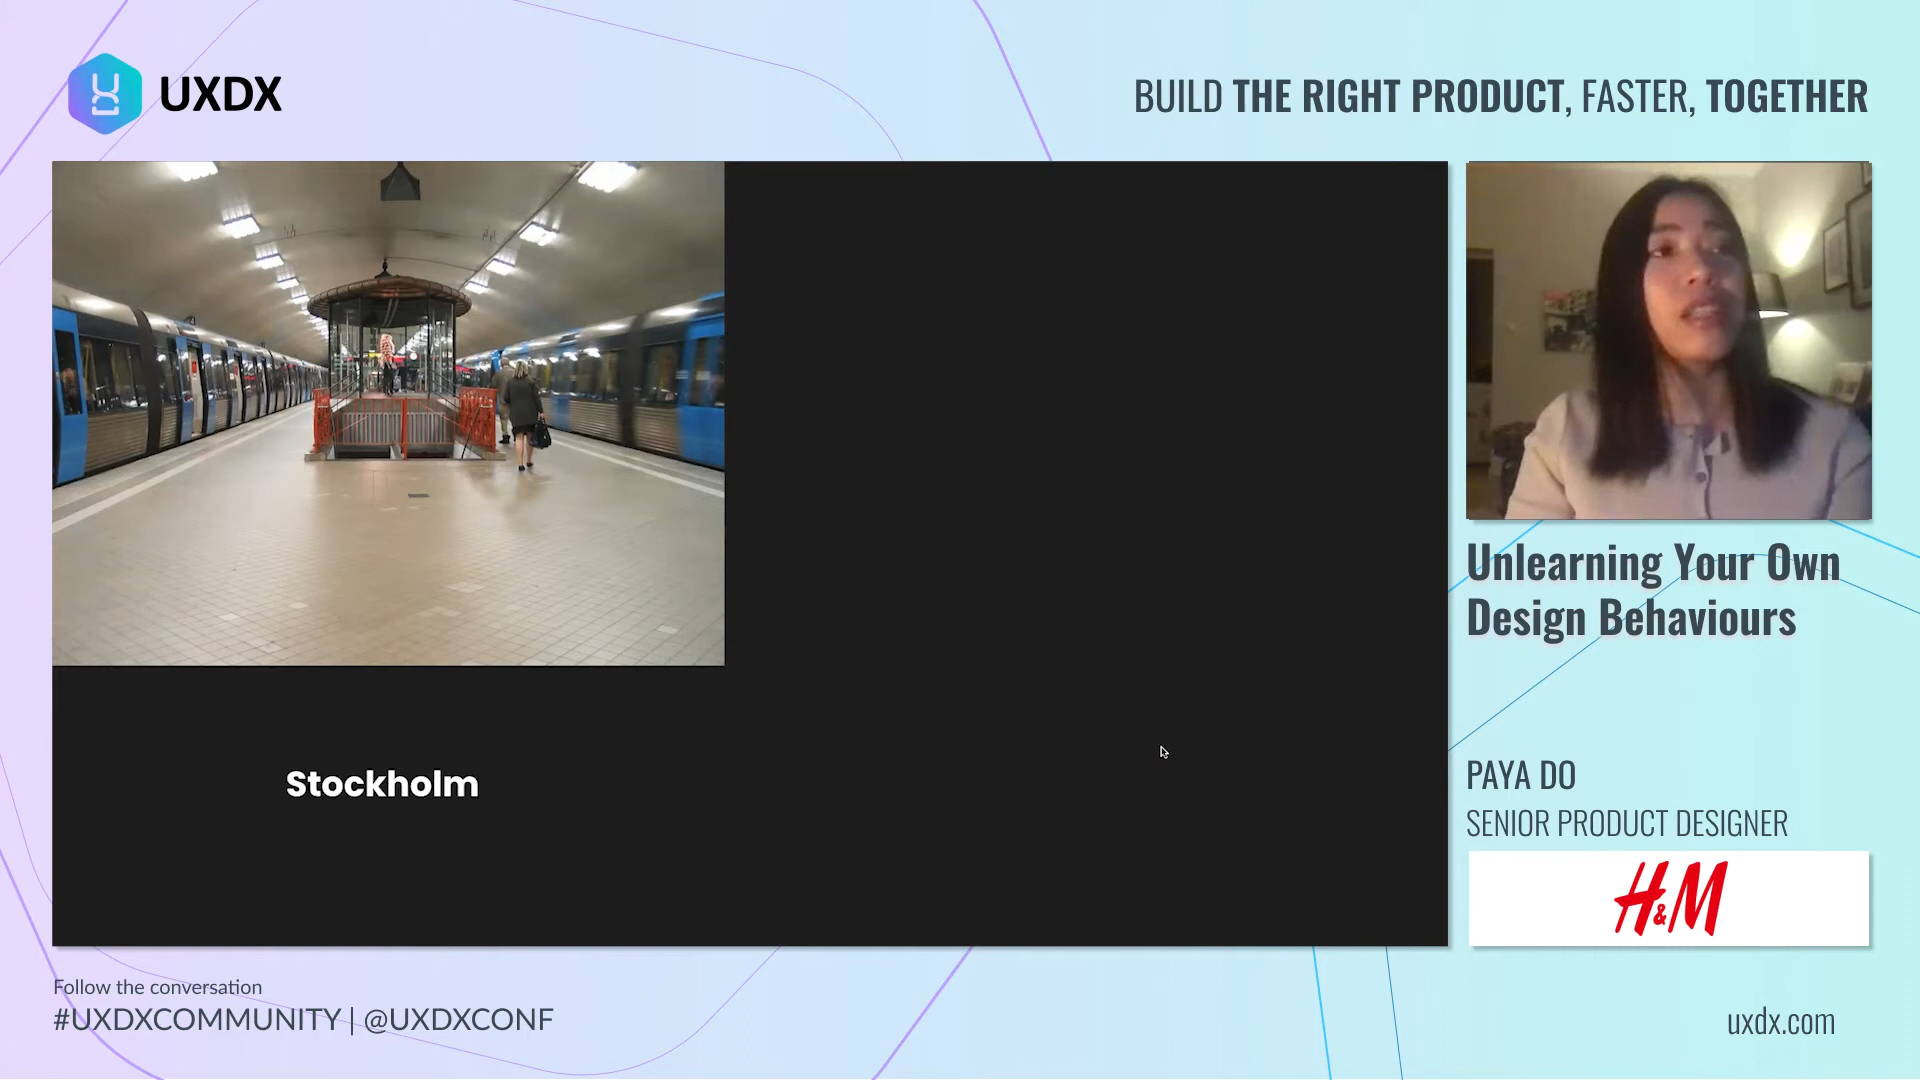 UXDX
BUILD THE RIGHT PRODUCT, FASTER, TOGETHER
Stockholm
Unlearning Your Own
Design Behaviours
PAYA DO
SENIOR PRODUCT DESIGNER
H&M
Follow the conversation
#UXDXCOMMUNITY | @UXDXCONF
uxdx.com